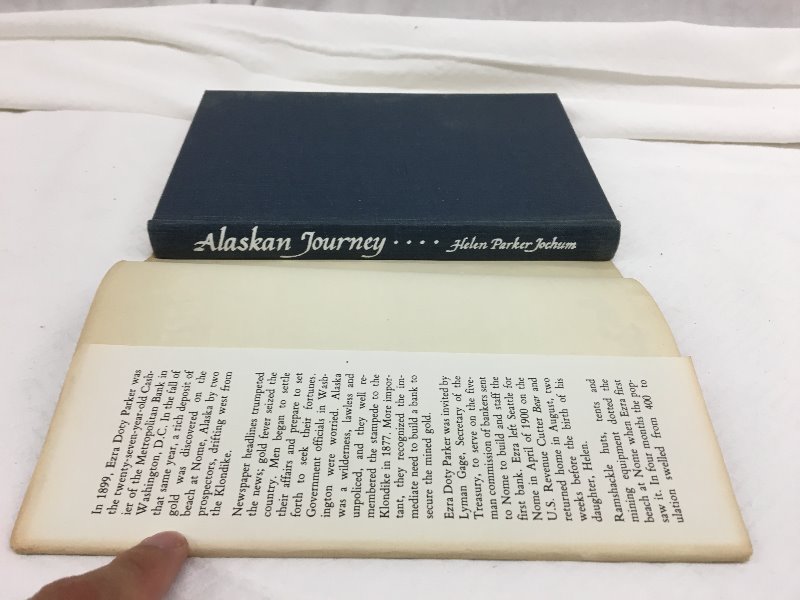 Alaskan Journey .... Helen Parker Jochum
In 1899, Ezra Doty Parker was
the twenty-seven-year-old Cash-
ier of the Metropolitan Bank in
Washington, D.C. In the fall of
that same year, a rich deposit of
gold was discovered on the
beach at Nome, Alaska by two
prospectors, drifting west from
the Klondike.
Newspaper headlines trumpeted
the news; gold fever seized the
country. Men began to settle
their affairs and prepare to set
forth to seek their fortunes.
Government officials in Wash-
ington were worried. Alaska
was a wilderness, lawless and
unpoliced, and they well re-
membered the stampede to the
Klondike in 1877. More impor-
tant, they recognized the im-
mediate need to build a bank to
secure the mined gold.
Ezra Doty Parker was invited by
Lyman Gage, Secretary of the
Treasury, to serve on the five-
man commission of bankers sent
to Nome to build and staff the
first bank. Ezra left Seattle for
Nome in April of 1900 on the
U.S. Revenue Cutter Bear and
returned home in August, two
weeks before the birth of his
daughter, Helen.
Ramshackle huts, tents and
mining equipment dotted the
beach at Nome when Ezra first
saw it. In four months the pop-
ulation swelled from 400 to